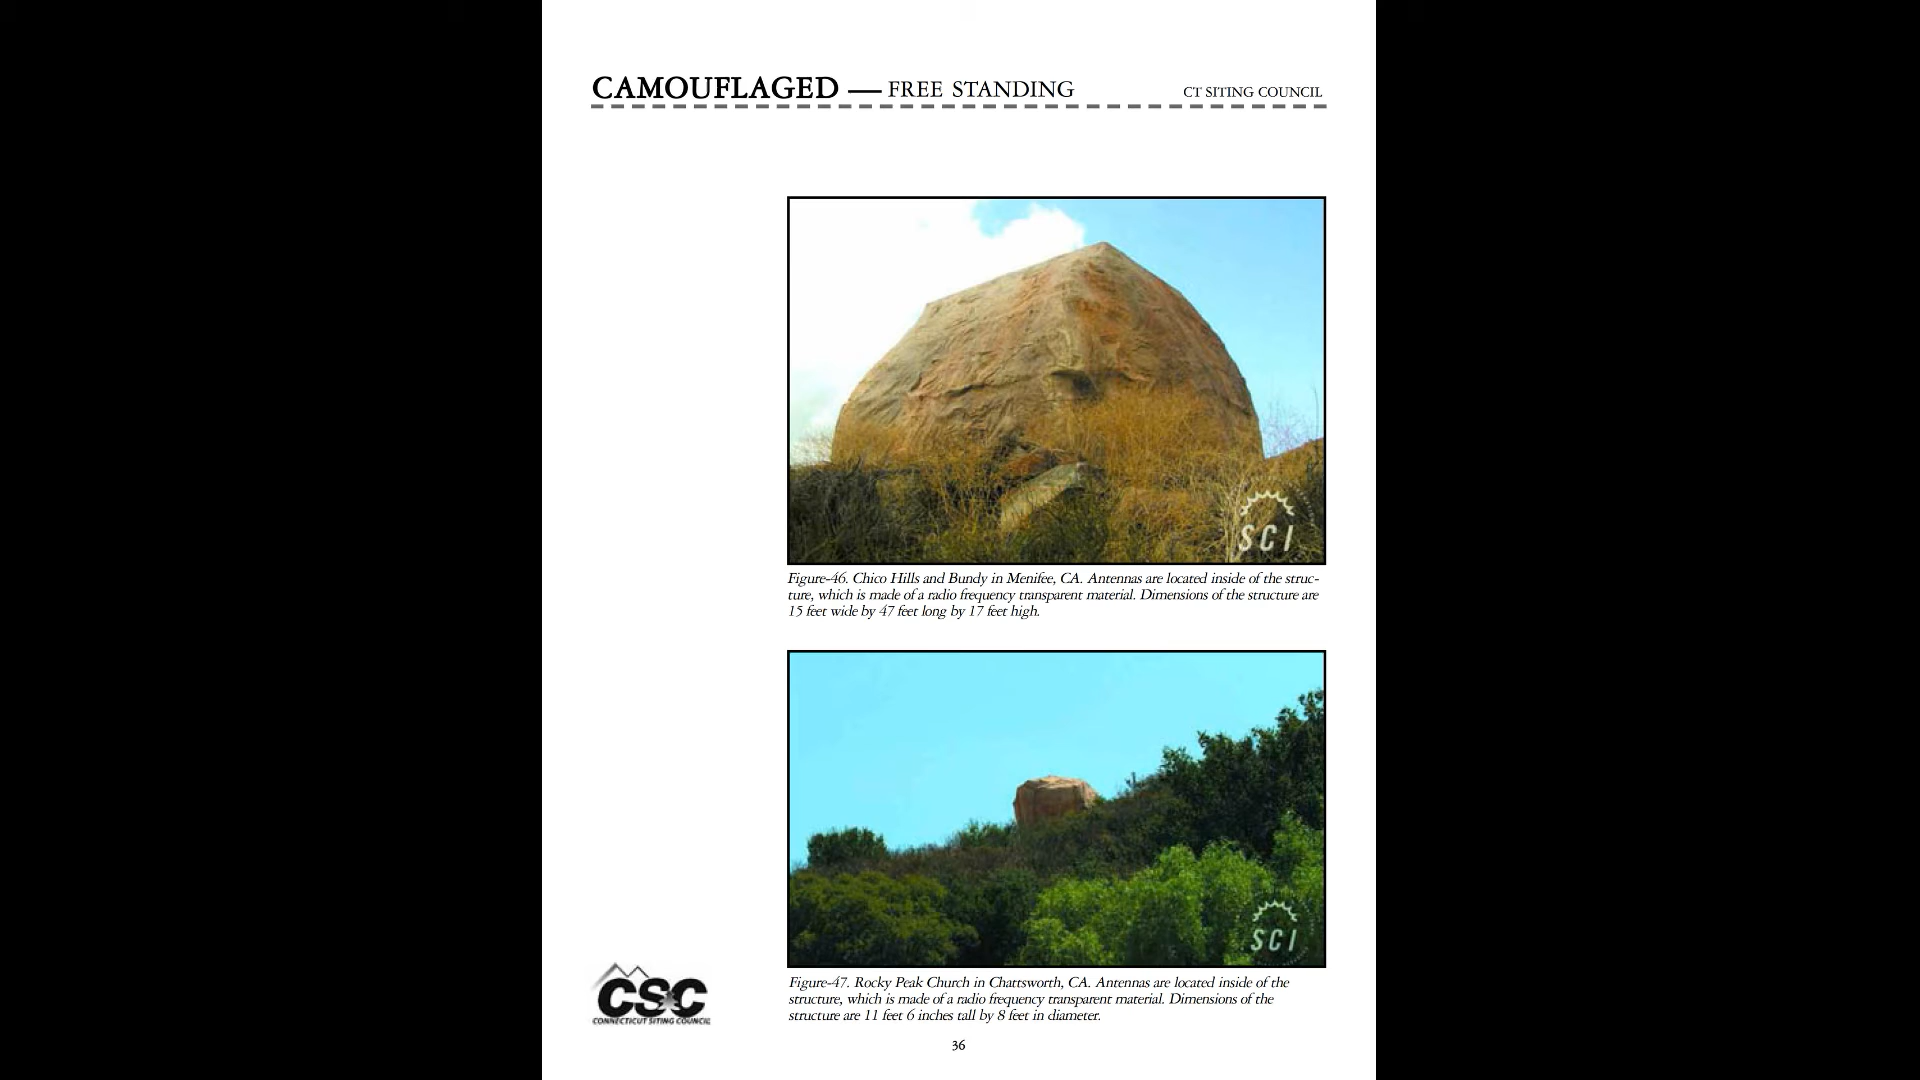 CAMOUFLAGED — FREE STANDING
CT SITING COUNCIL
SCI
Figure-46. Chico Hills and Bundy in Menifee, CA. Antennas are located inside of the struc-
ture, which is made of a radio frequency transparent material. Dimensions of the structure are
15 feet wide by 47 feet long by 17 feet high.
SCI
Figure-47. Rocky Peak Church in Chattsworth, CA. Antennas are located inside of the
structure, which is made of a radio frequency transparent material. Dimensions of the
structure are 11 feet 6 inches tall by 8 feet in diameter.
CSC
CONNECTICUT SITING COUNCIL
36